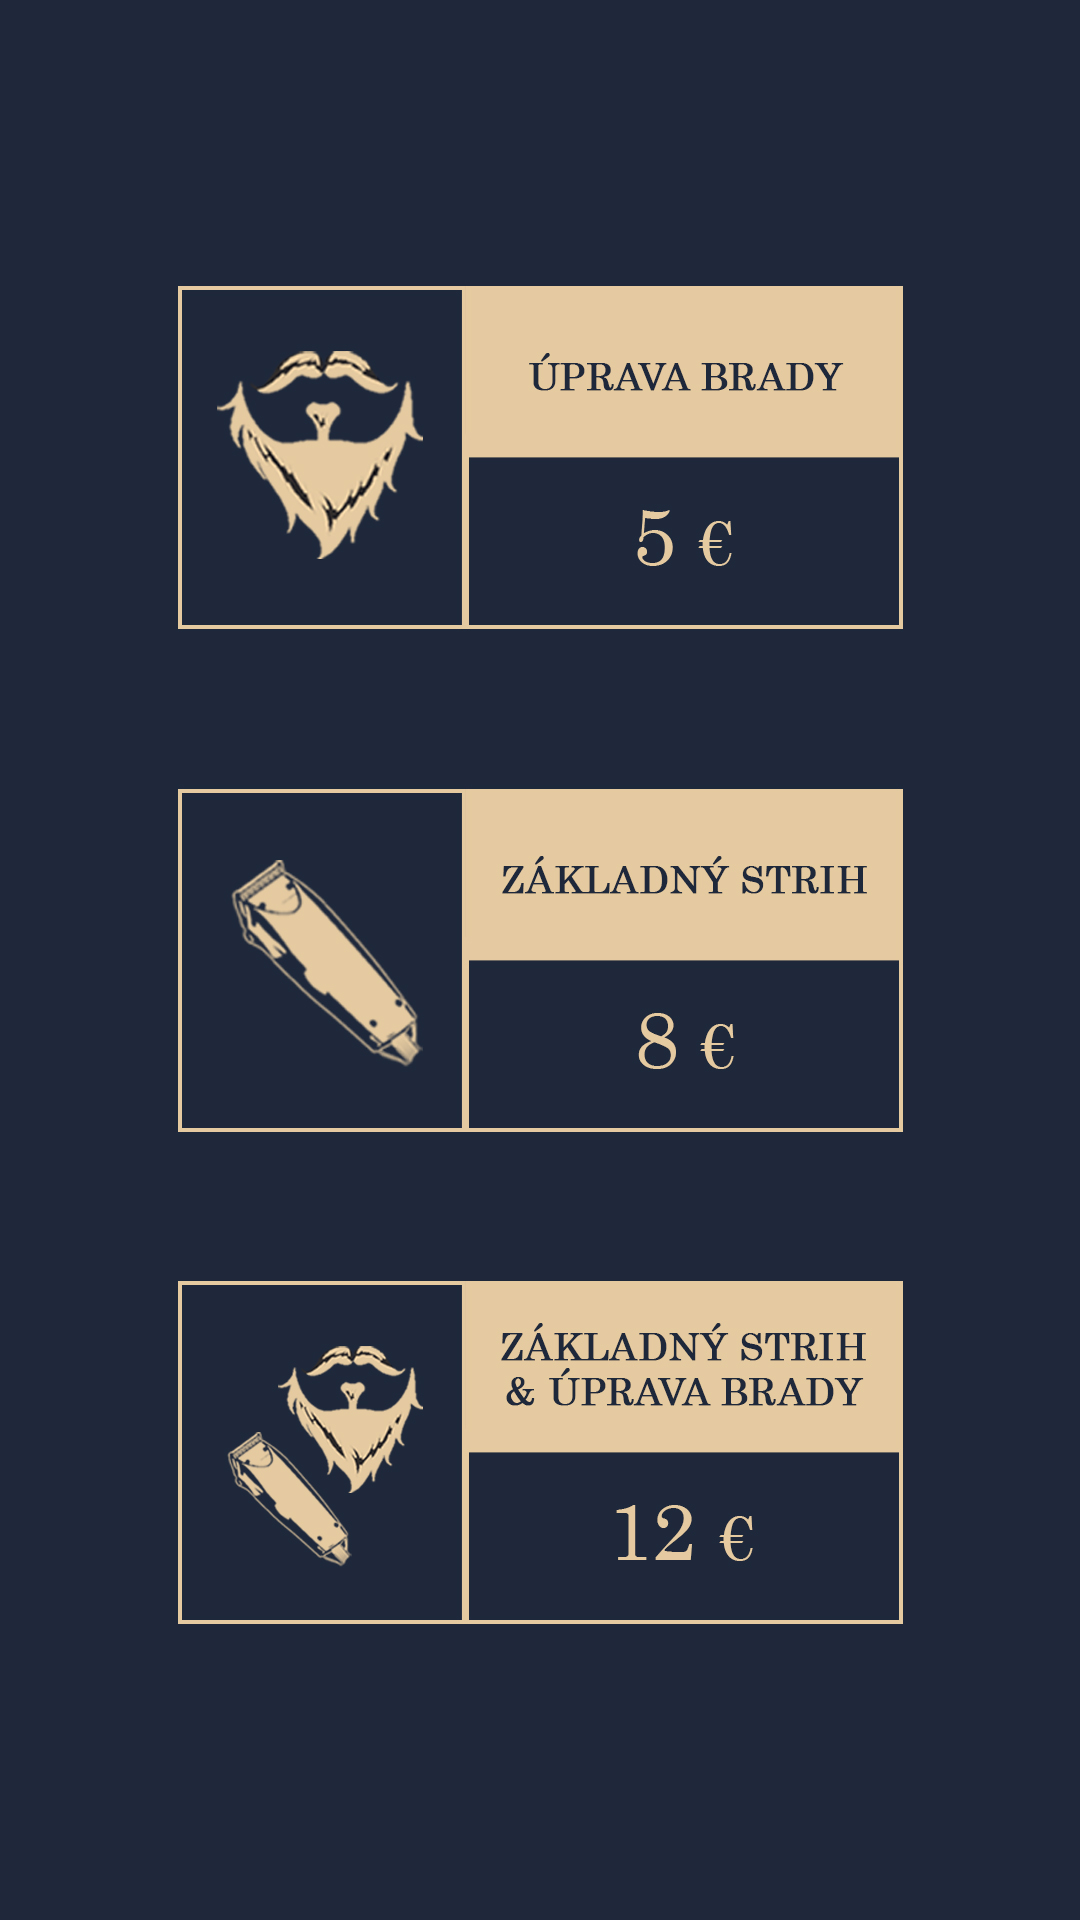 ÚPRAVA BRADY
5 €
ZÁKLADNÝ STRIH
8 €
ZÁKLADNÝ STRIH
& ÚPRAVA BRADY
12 €